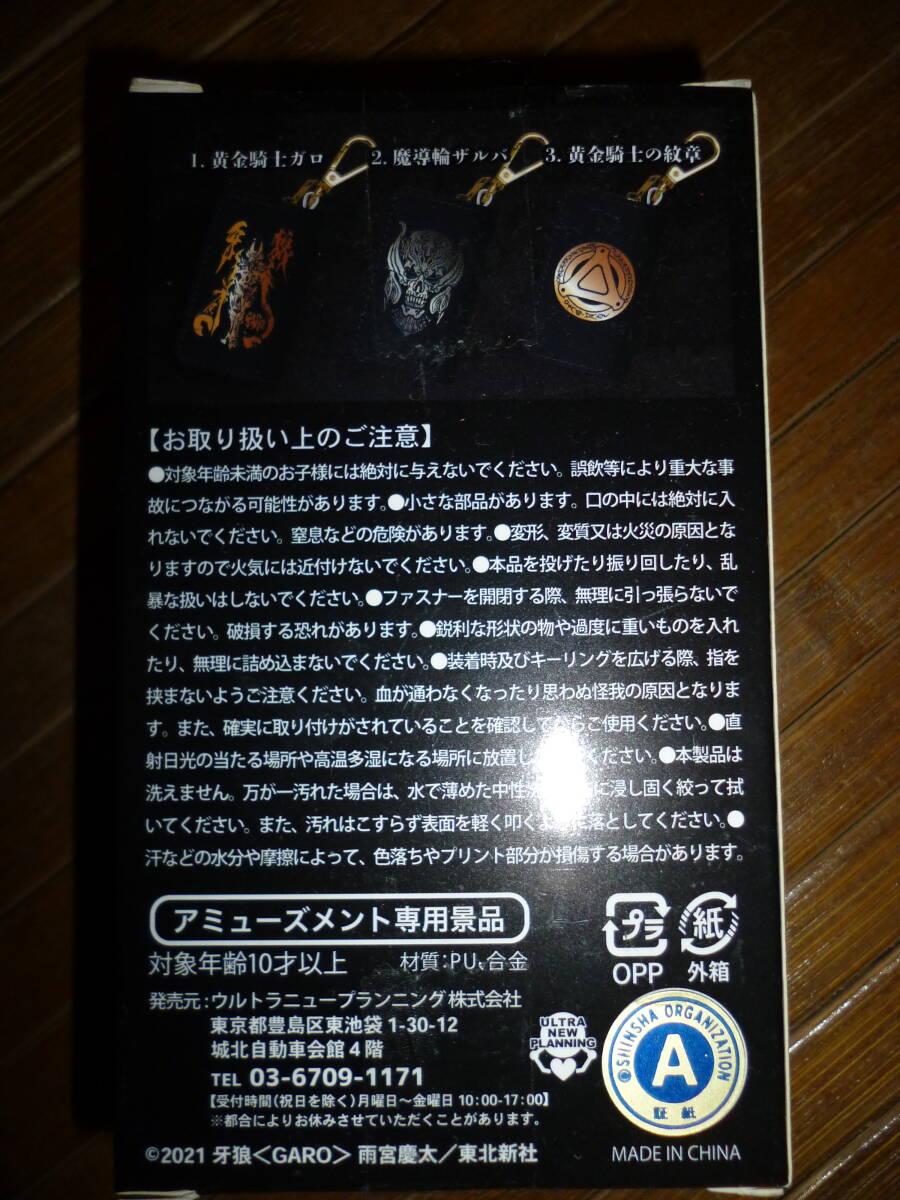 1. 黄金騎士ガロ
2. 魔導輪ザルバ
3. 黄金騎士の紋章
【お取り扱い上のご注意】
●対象年齢未満のお子様には絶対に与えないでください。誤飲等により重大な事
故につながる可能性があります。●小さな部品があります。口の中には絶対に入
れないでください。窒息などの危険があります。●変形、変質又は火災の原因とな
りますので火気には近付けないでください。●本品を投げたり振り回したり、乱
暴な扱いはしないでください。●ファスナーを開閉する際、無理に引っ張らないで
ください。破損する恐れがあります。●鋭利な形状の物や過度に重いものを入れ
たり、無理に詰め込まないでください。●装着時及びキーリングを広げる際、指を
挟まないようご注意ください。血が通わなくなったり思わぬ怪我の原因となりま
す。また、確実に取り付けがされていることを確認してからご使用ください。●直
射日光の当たる場所や高温多湿になる場所に放置し ください。●本製品は
洗えません。万が一汚れた場合は、水で薄めた中性 に浸し固く絞って拭
いてください。また、汚れはこすらず表面を軽く叩く に落としてください。●
汗などの水分や摩擦によって、色落ちやプリント部分が損傷する場合があります。
アミューズメント専用景品
プラ
OPP
紙
外箱
対象年齢10才以上 材質:PU、合金
発売元:ウルトラニュープランニング株式会社
東京都豊島区東池袋 1-30-12
城北自動車会館 4 階
TEL 03-6709-1171
【受付時間(祝日を除く)月曜日〜金曜日 10:00-17:00】
※都合によりお休みさせていただくことがあります。
ULTRA
NEW
PLANNING
SHINSHA ORGANIZATION
A
証紙
©2021 牙狼<GARO> 雨宮慶太/東北新社
MADE IN CHINA